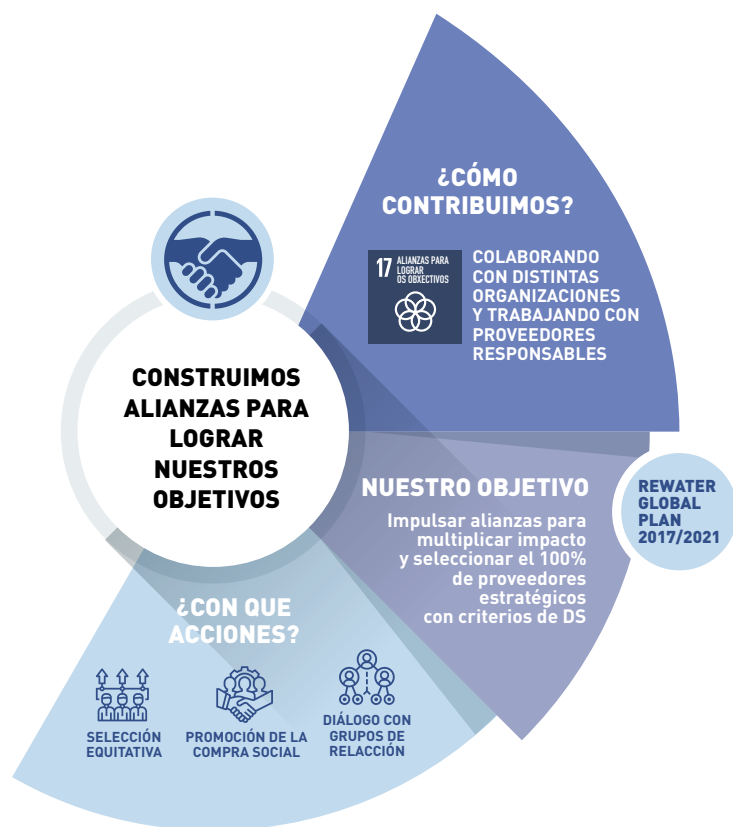 ¿CÓMO
CONTRIBUIMOS?
17 ALIANZAS PARA
LOGRAR
OS OBXECTIVOS
COLABORANDO
CON DISTINTAS
ORGANIZACIONES
Y TRABAJANDO CON
PROVEEDORES
RESPONSABLES
CONSTRUIMOS
ALIANZAS PARA
LOGRAR
NUESTROS
OBJETIVOS
NUESTRO OBJETIVO
Impulsar alianzas para
multiplicar impacto
y seleccionar el 100%
de proveedores
estratégicos
con criterios de DS
REWATER
GLOBAL
PLAN
2017/2021
¿CON QUE
ACCIONES?
SELECCIÓN
EQUITATIVA
PROMOCIÓN DE LA
COMPRA SOCIAL
DIÁLOGO CON
GRUPOS DE
RELACCIÓN